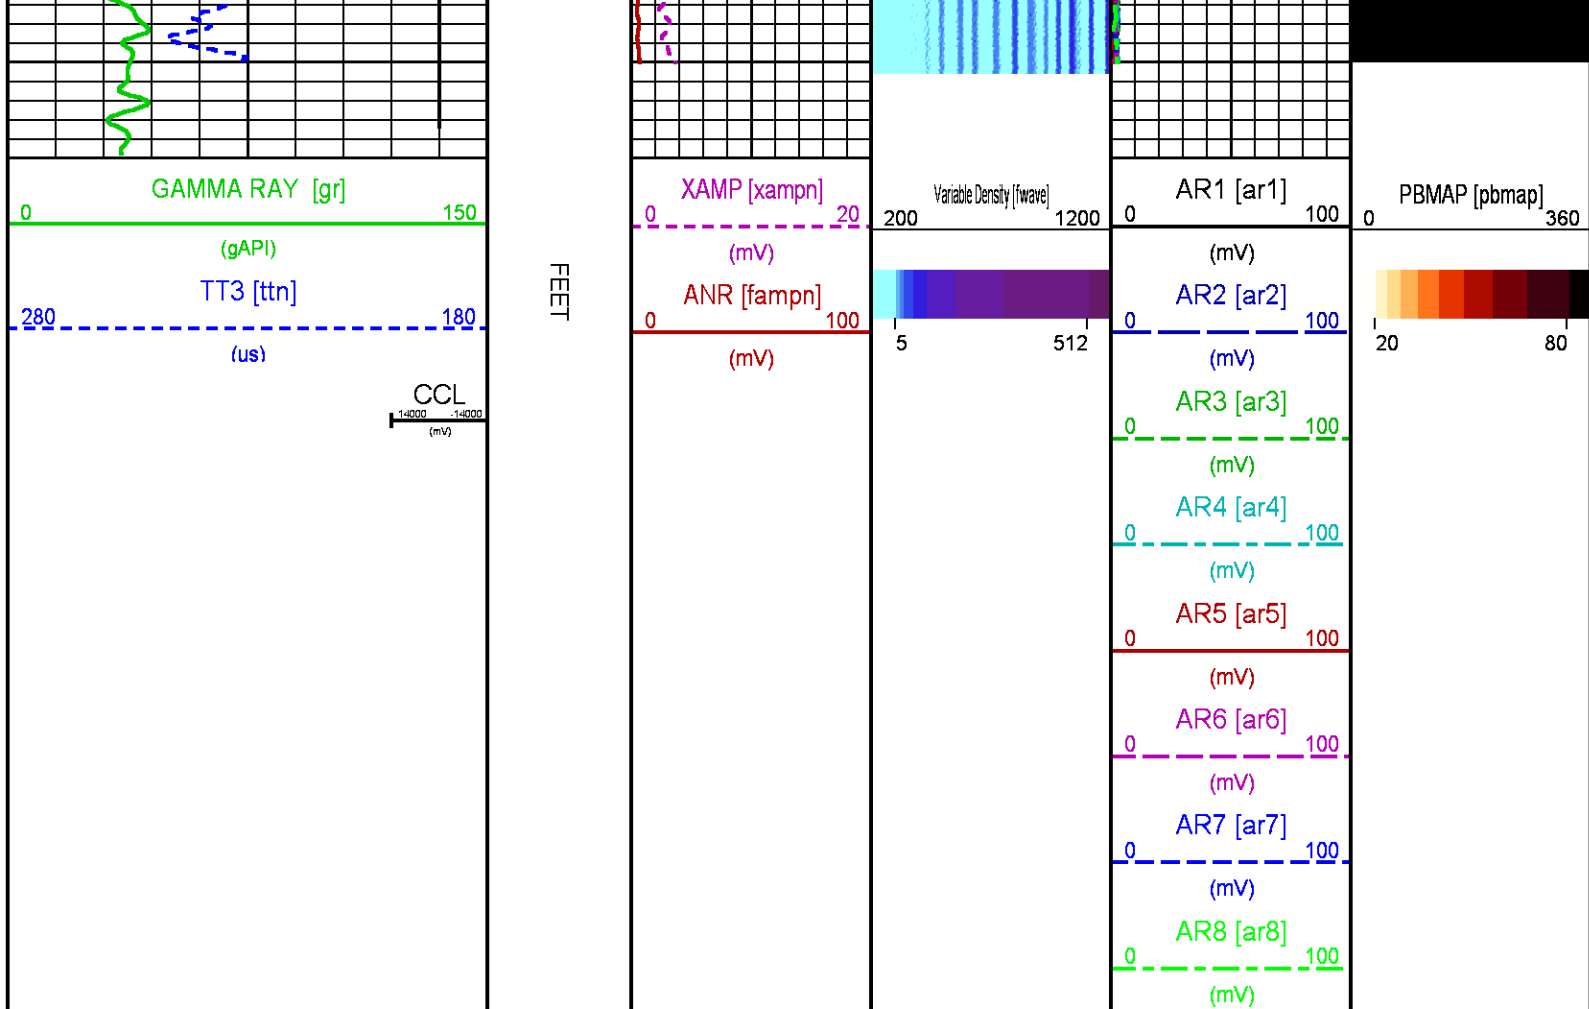 GAMMA RAY [gr]
0 150
(gAPI)
TT3 [ttn]
280 180
(us)
CCL
14000 -14000
(mV)
FEET
XAMP [xampn]
0 20
(mV)
ANR [fampn]
0 100
(mV)
Variable Density [fwave]
200 1200
5 512
AR1 [ar1]
0 100
(mV)
AR2 [ar2]
0 100
(mV)
AR3 [ar3]
0 100
(mV)
AR4 [ar4]
0 100
(mV)
AR5 [ar5]
0 100
(mV)
AR6 [ar6]
0 100
(mV)
AR7 [ar7]
0 100
(mV)
AR8 [ar8]
0 100
(mV)
PBMAP [pbmap]
0 360
20 80